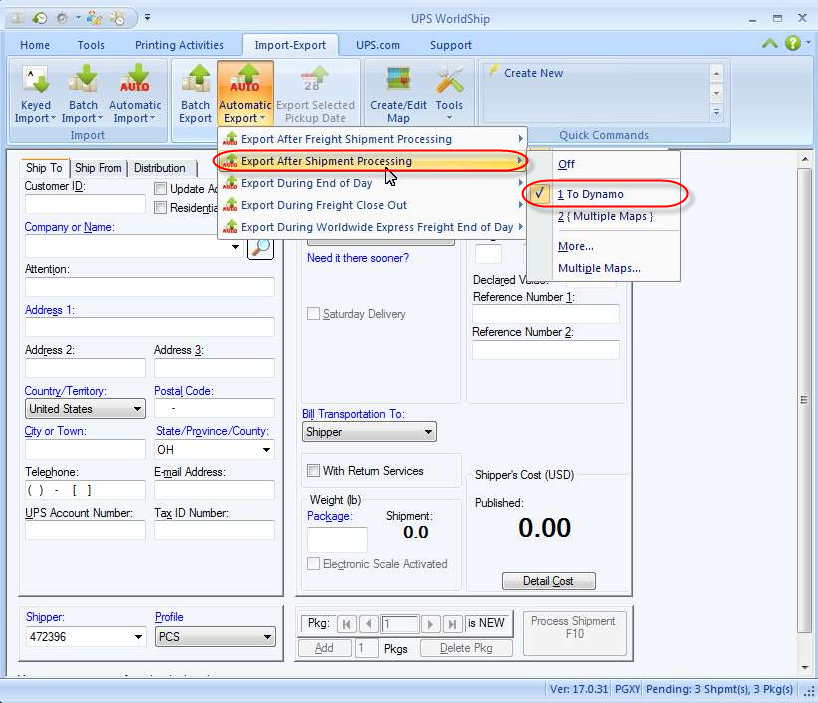 UPS WorldShip
Home Tools Printing Activities Import-Export UPS.com Support
Keyed Import
AUTO
Batch Import
Automatic Import
Import
Batch Export
AUTO
Automatic Export
28
Export Selected Pickup Date
Create/Edit Map
Tools
Create New
Quick Commands
AUTO Export After Freight Shipment Processing
AUTO Export After Shipment Processing
AUTO Export During End of Day
AUTO Export During Freight Close Out
AUTO Export During Worldwide Express Freight End of Day
Off
1 To Dynamo
2 { Multiple Maps }
More...
Multiple Maps...
Ship To Ship From Distribution
Customer ID:
Update Ad
Residentia
Company or Name:
Attention:
Address 1:
Address 2: Address 3:
Country/Territory: Postal Code:
United States -
City or Town: State/Province/County:
OH
Telephone: E-mail Address:
( ) - [ ]
UPS Account Number: Tax ID Number:
Shipper: Profile
472396 PCS
Need it there sooner?
Saturday Delivery
Declared Value:
Reference Number 1:
Reference Number 2:
Bill Transportation To:
Shipper
With Return Services
Weight (lb)
Package: Shipment:
0.0
Electronic Scale Activated
Shipper's Cost (USD)
Published:
0.00
Detail Cost
Pkg: 1 is NEW
Add 1 Pkgs Delete Pkg
Process Shipment
F10
Ver: 17.0.31 PGXY Pending: 3 Shpmt(s), 3 Pkg(s)